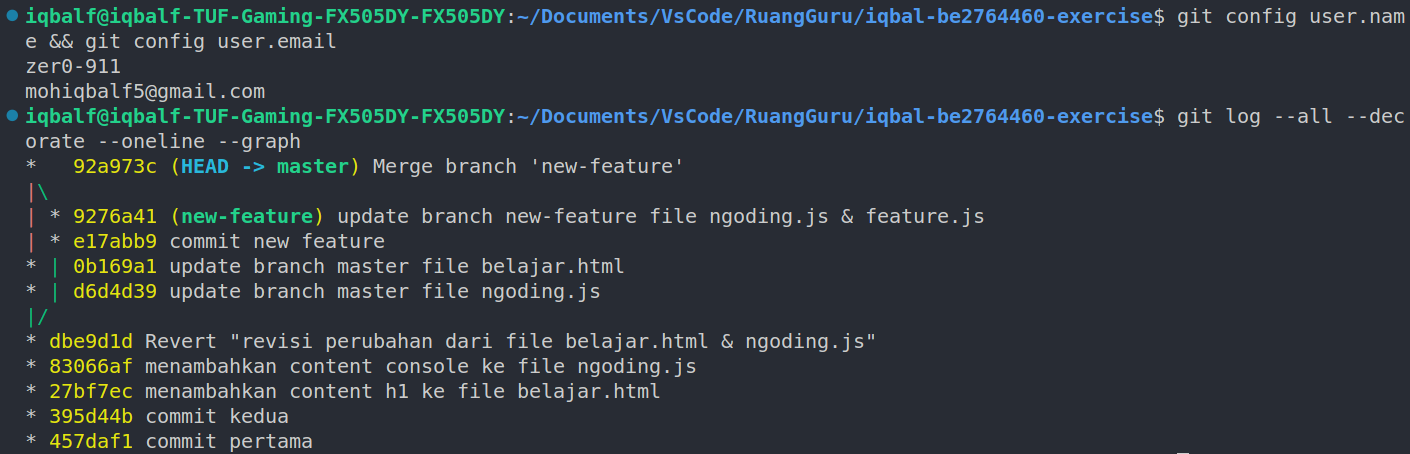 iqbalf@iqbalf-TUF-Gaming-FX505DY-FX505DY:~/Documents/VsCode/RuangGuru/iqbal-be2764460-exercise$ git config user.nam
e && git config user.email
zer0-911
mohiqbalf5@gmail.com
iqbalf@iqbalf-TUF-Gaming-FX505DY-FX505DY:~/Documents/VsCode/RuangGuru/iqbal-be2764460-exercise$ git log --all --dec
orate --oneline --graph
*   92a973c (HEAD -> master) Merge branch 'new-feature'
|\
| * 9276a41 (new-feature) update branch new-feature file ngoding.js & feature.js
| * e17abb9 commit new feature
* | 0b169a1 update branch master file belajar.html
* | d6d4d39 update branch master file ngoding.js
|/
* dbe9d1d Revert "revisi perubahan dari file belajar.html & ngoding.js"
* 83066af menambahkan content console ke file ngoding.js
* 27bf7ec menambahkan content h1 ke file belajar.html
* 395d44b commit kedua
* 457daf1 commit pertama